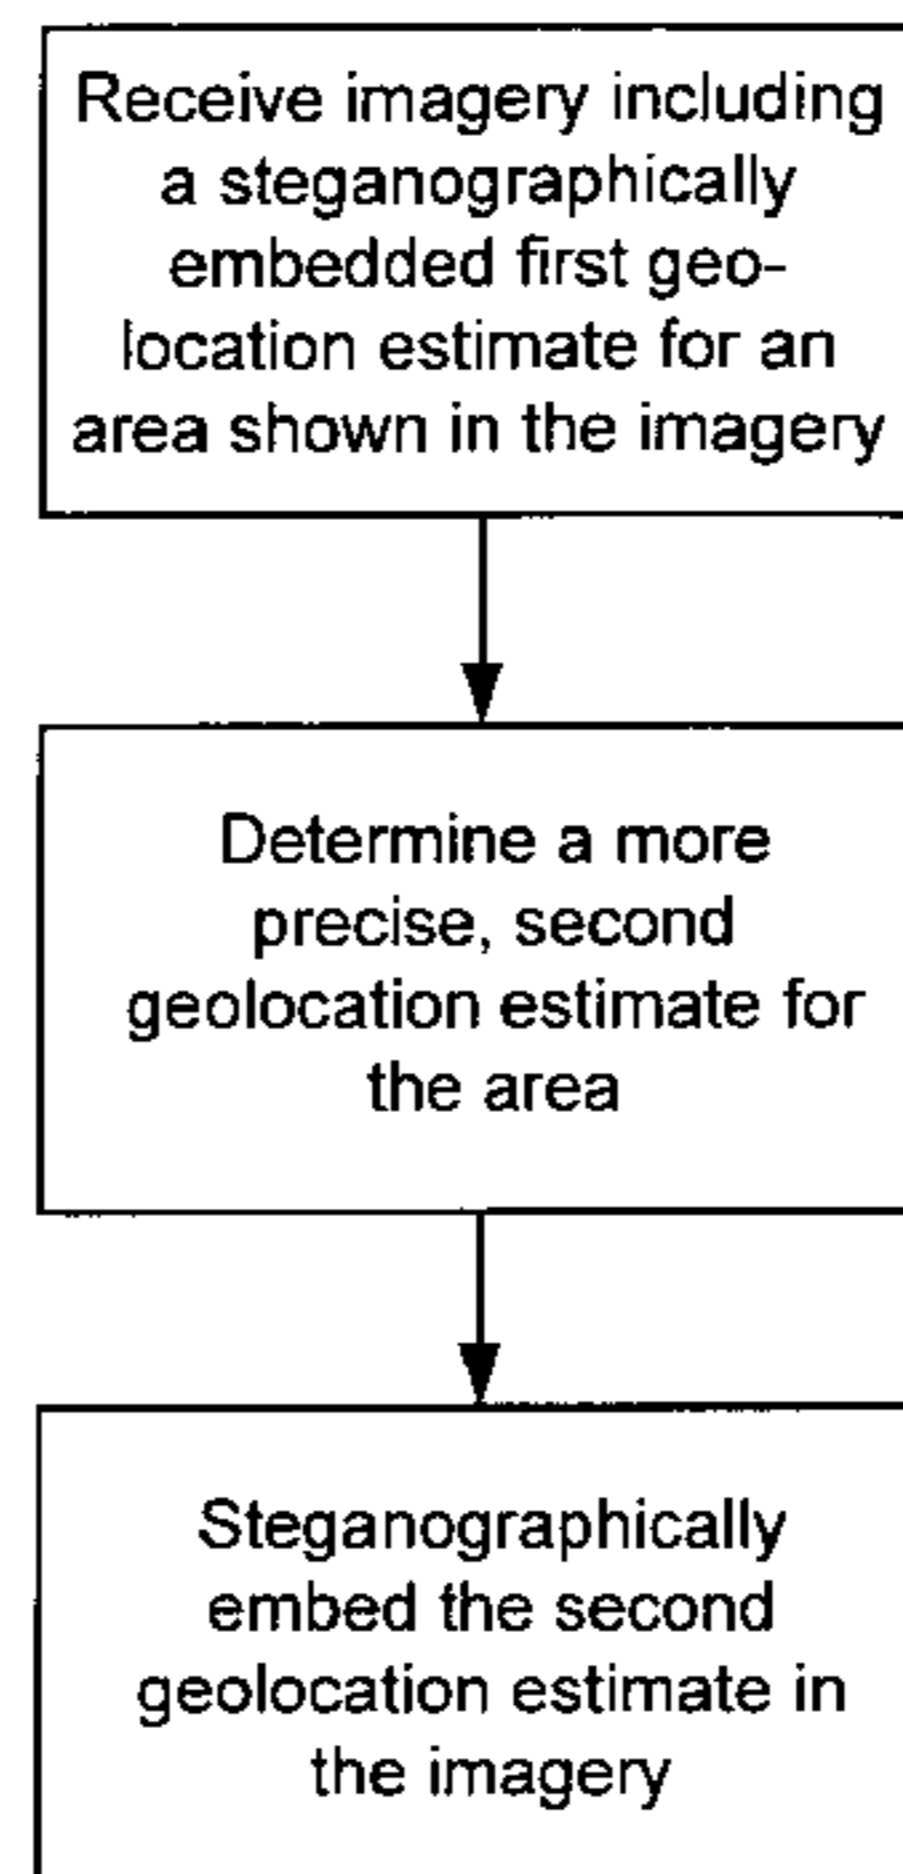 Receive imagery including
a steganographically
embedded first geo-
location estimate for an
area shown in the imagery
Determine a more
precise, second
geolocation estimate for
the area
Steganographically
embed the second
geolocation estimate in
the imagery